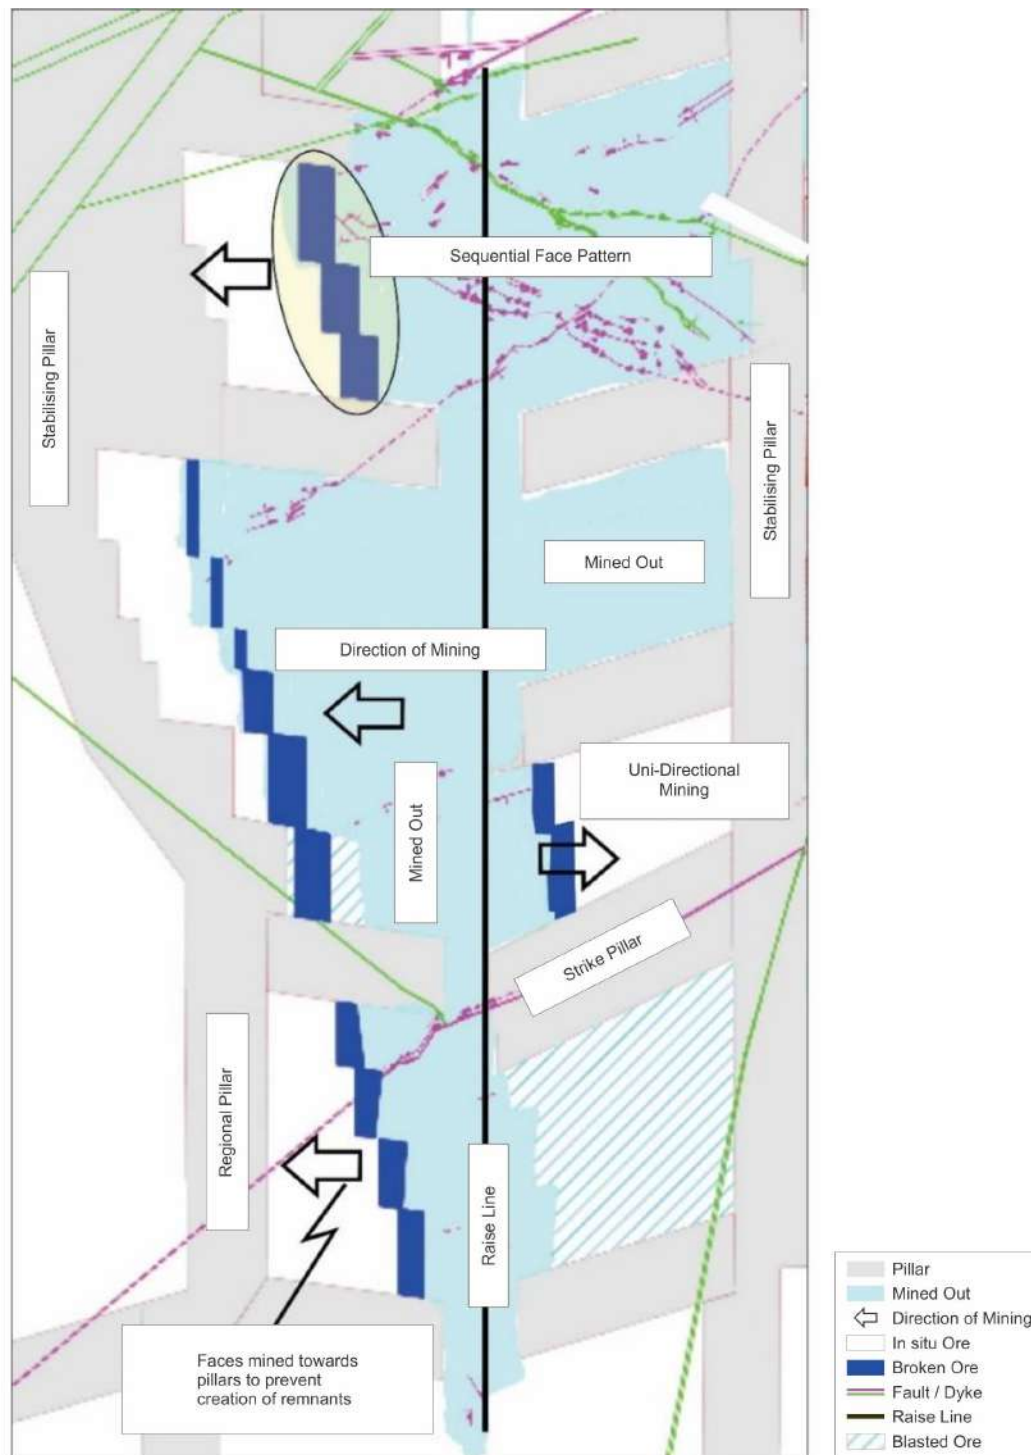 Sequential Face Pattern
Stabilising Pillar
Stabilising Pillar
Mined Out
Direction of Mining
Uni-Directional
Mining
Mined Out
Strike Pillar
Regional Pillar
Raise Line
Faces mined towards
pillars to prevent
creation of remnants
Pillar
Mined Out
Direction of Mining
In situ Ore
Broken Ore
Fault / Dyke
Raise Line
Blasted Ore